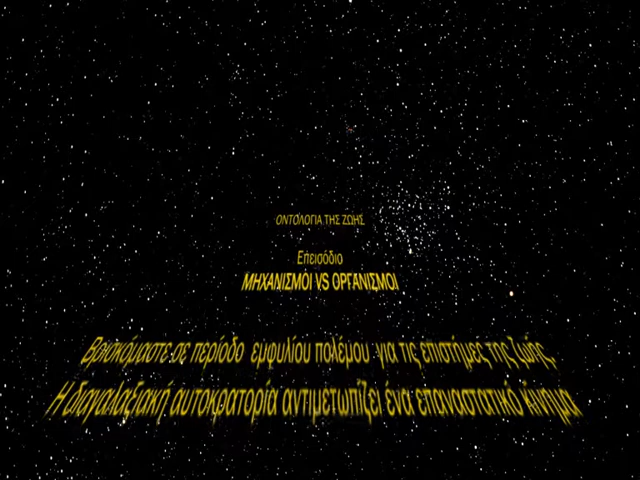 ΟΝΤΟΛΟΓΙΑ ΤΗΣ ΖΩΗΣ
Επεισόδιο
ΜΗΧΑΝΙΣΜΟΙ VS ΟΡΓΑΝΙΣΜΟΙ
Βρισκόμαστε σε περίοδο εμφυλίου πολέμου για τις επιστήμες της ζωής.
Η διαγαλαξιακή αυτοκρατορία αντιμετωπίζει ένα επαναστατικό κίνημα